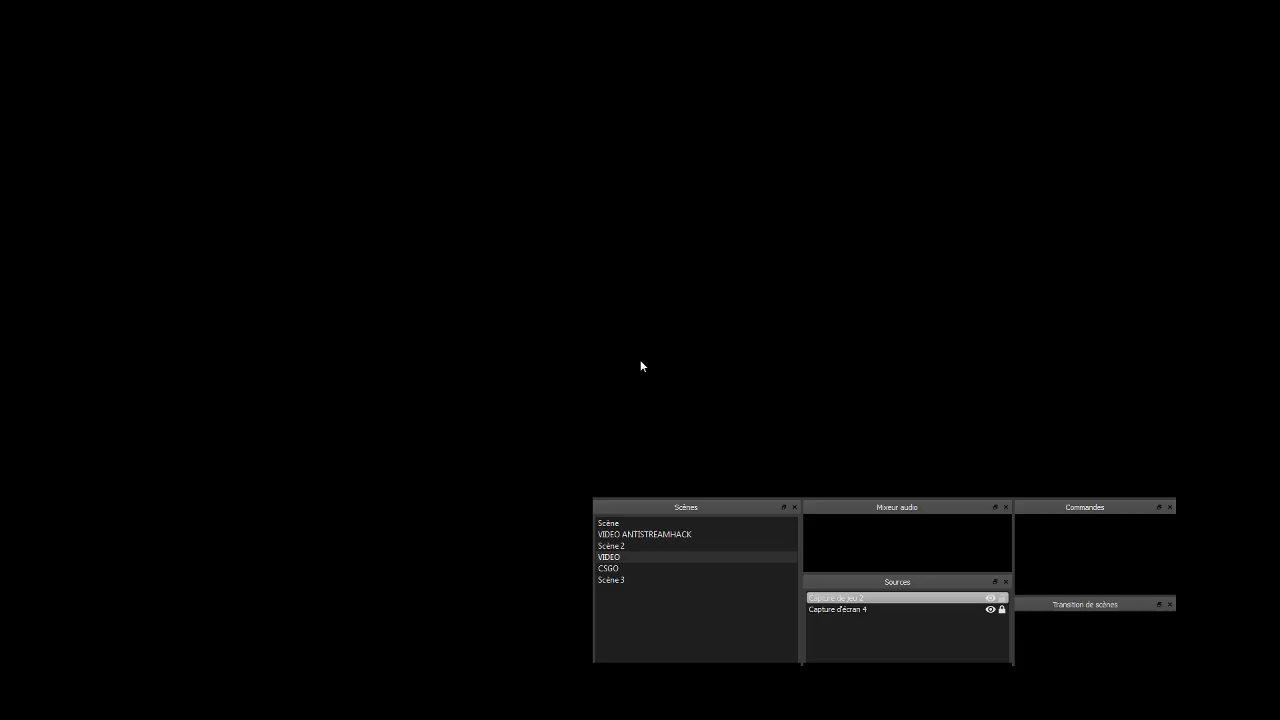 Scènes
Mixeur audio
Commandes
Scène
VIDEO ANTISTREAMHACK
Scène 2
VIDEO
CSGO
Scène 3
Sources
Capture de jeu 2
Capture d'écran 4
Transition de scènes